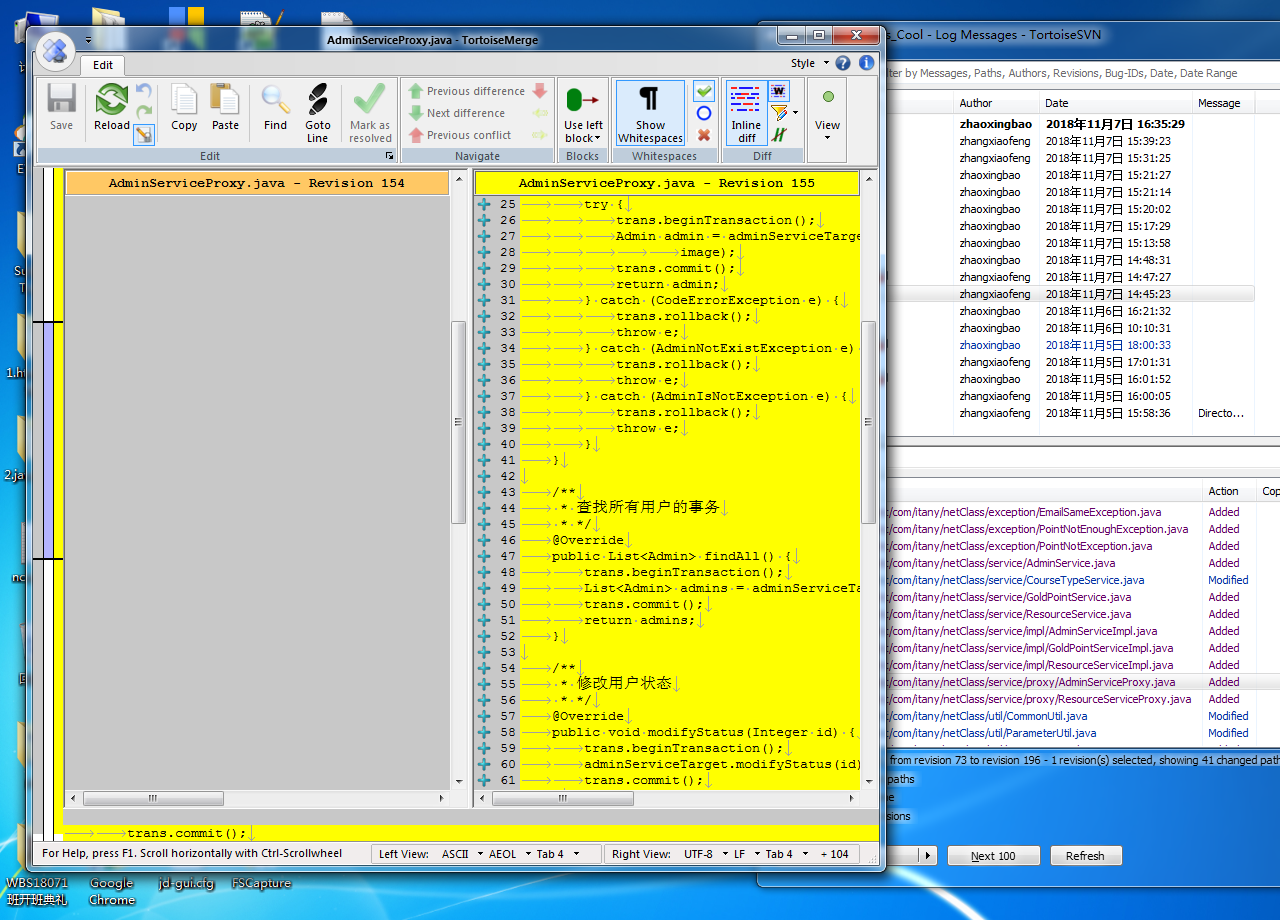 AdminServiceProxy.java - TortoiseMerge
s_Cool - Log Messages - TortoiseSVN
Edit
Style
Save
Reload
Copy
Paste
Find
Goto Line
Mark as resolved
Edit
Previous difference
Next difference
Previous conflict
Navigate
Use left block
Blocks
Show Whitespaces
Whitespaces
Inline diff
Diff
View
AdminServiceProxy.java - Revision 154
AdminServiceProxy.java - Revision 155
25 try {
26 trans.beginTransaction();
27 Admin admin = adminServiceTarge
28 image);
29 trans.commit();
30 return admin;
31 } catch (CodeErrorException e) {
32 trans.rollback();
33 throw e;
34 } catch (AdminNotExistException e)
35 trans.rollback();
36 throw e;
37 } catch (AdminIsNotException e) {
38 trans.rollback();
39 throw e;
40 }
41 }
42
43 /**
44 * 查找所有用户的事务
45 * */
46 @Override
47 public List<Admin> findAll() {
48 trans.beginTransaction();
49 List<Admin> admins = adminServiceTa
50 trans.commit();
51 return admins;
52 }
53
54 /**
55 * 修改用户状态
56 * */
57 @Override
58 public void modifyStatus(Integer id) {
59 trans.beginTransaction();
60 adminServiceTarget.modifyStatus(id)
61 trans.commit();
trans.commit();
For Help, press F1. Scroll horizontally with Ctrl-Scrollwheel
Left View: ASCII AEOL Tab 4
Right View: UTF-8 LF Tab 4 + 104
ter by Messages, Paths, Authors, Revisions, Bug-IDs, Date, Date Range
Author Date Message
zhaoxingbao 2018年11月7日 16:35:29
zhangxiaofeng 2018年11月7日 15:39:23
zhangxiaofeng 2018年11月7日 15:31:25
zhaoxingbao 2018年11月7日 15:21:27
zhaoxingbao 2018年11月7日 15:21:14
zhaoxingbao 2018年11月7日 15:20:02
zhaoxingbao 2018年11月7日 15:17:29
zhaoxingbao 2018年11月7日 15:13:58
zhaoxingbao 2018年11月7日 14:48:31
zhangxiaofeng 2018年11月7日 14:47:27
zhangxiaofeng 2018年11月7日 14:45:23
zhaoxingbao 2018年11月6日 16:21:32
zhaoxingbao 2018年11月6日 10:10:31
zhaoxingbao 2018年11月5日 18:00:33
zhangxiaofeng 2018年11月5日 17:01:31
zhaoxingbao 2018年11月5日 16:01:52
zhangxiaofeng 2018年11月5日 16:00:05
zhangxiaofeng 2018年11月5日 15:58:36 Directo...
Action Cop
/com/itany/netClass/exception/EmailSameException.java Added
/com/itany/netClass/exception/PointNotEnoughException.java Added
/com/itany/netClass/exception/PointNotException.java Added
/com/itany/netClass/service/AdminService.java Added
/com/itany/netClass/service/CourseTypeService.java Modified
/com/itany/netClass/service/GoldPointService.java Added
/com/itany/netClass/service/ResourceService.java Added
/com/itany/netClass/service/impl/AdminServiceImpl.java Added
/com/itany/netClass/service/impl/GoldPointServiceImpl.java Added
/com/itany/netClass/service/impl/ResourceServiceImpl.java Added
/com/itany/netClass/service/proxy/AdminServiceProxy.java Added
/com/itany/netClass/service/proxy/ResourceServiceProxy.java Added
/com/itany/netClass/util/CommonUtil.java Modified
/com/itany/netClass/util/ParameterUtil.java Modified
from revision 73 to revision 196 - 1 revision(s) selected, showing 41 changed path
paths
sions
Next 100
Refresh
1.h
2.ja
WBS18071
班开班典礼
Google
Chrome
jd-gui.cfg
FSCapture